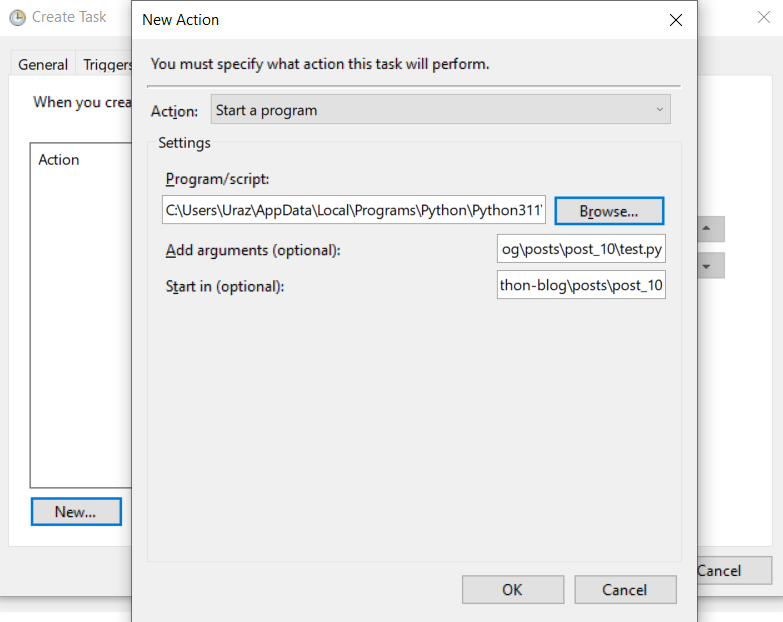 Create Task
New Action
General
Triggers
You must specify what action this task will perform.
When you crea
Action: Start a program
Action
Settings
Program/script:
C:\Users\Uraz\AppData\Local\Programs\Python\Python311\
Browse...
Add arguments (optional):
og\posts\post_10\test.py
Start in (optional):
thon-blog\posts\post_10
New...
OK
Cancel
Cancel